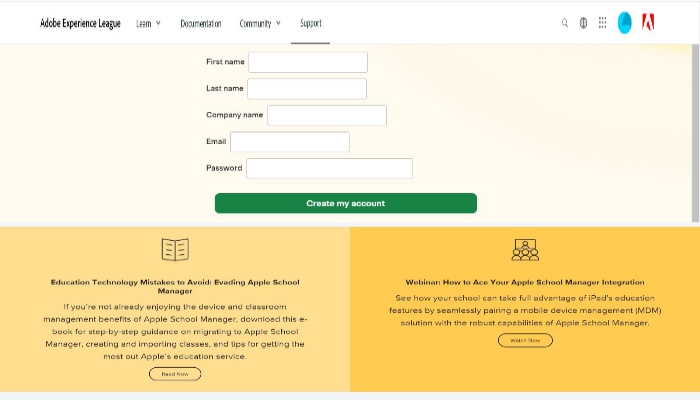 Adobe Experience League Learn Documentation Community Support
First name
Last name
Company name
Email
Password
Create my account
Education Technology Mistakes to Avoid: Evading Apple School
Manager
If you're not already enjoying the device and classroom
management benefits of Apple School Manager, download this e-
book for step-by-step guidance on migrating to Apple School
Manager, creating and importing classes, and tips for getting the
most out Apple's education service.
Read Now
Webinar: How to Ace Your Apple School Manager Integration
See how your school can take full advantage of iPad's education
features by seamlessly pairing a mobile device management (MDM)
solution with the robust capabilities of Apple School Manager.
Watch Now